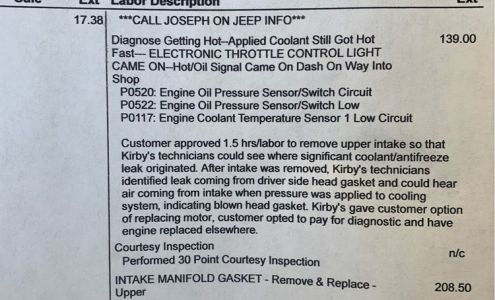 Ext Labor Description Ext
17.38 ***CALL JOSEPH ON JEEP INFO***
Diagnose Getting Hot--Applied Coolant Still Got Hot 139.00
Fast--- ELECTRONIC THROTTLE CONTROL LIGHT
CAME ON--Hot/Oil Signal Came On Dash On Way Into
Shop
P0520: Engine Oil Pressure Sensor/Switch Circuit
P0522: Engine Oil Pressure Sensor/Switch Low
P0117: Engine Coolant Temperature Sensor 1 Low Circuit
Customer approved 1.5 hrs/labor to remove upper intake so that
Kirby's technicians could see where significant coolant/antifreeze
leak originated. After intake was removed, Kirby's technicians
identified leak coming from driver side head gasket and could hear
air coming from intake when pressure was applied to cooling
system, indicating blown head gasket. Kirby's gave customer option
of replacing motor, customer opted to pay for diagnostic and have
engine replaced elsewhere.
Courtesy Inspection
Performed 30 Point Courtesy Inspection n/c
INTAKE MANIFOLD GASKET - Remove & Replace - 208.50
Upper